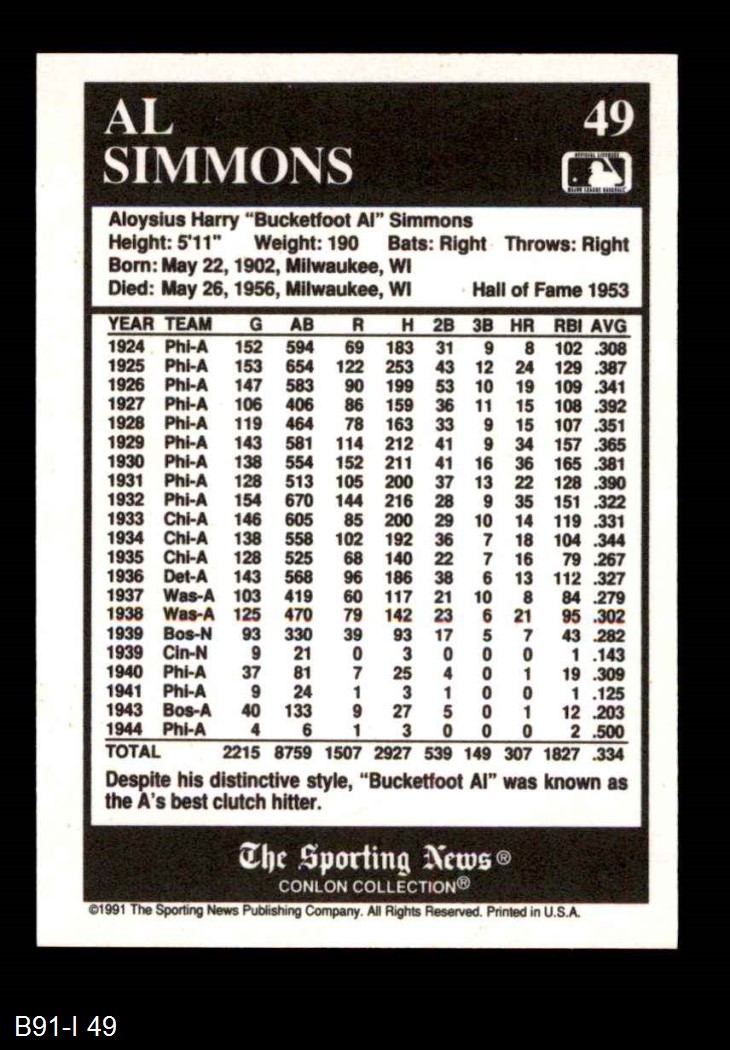 AL
SIMMONS
49
OFFICIAL LICENSEE
MAJOR LEAGUE BASEBALL
Aloysius Harry “Bucketfoot Al” Simmons
Height: 5'11" Weight: 190 Bats: Right Throws: Right
Born: May 22, 1902, Milwaukee, WI
Died: May 26, 1956, Milwaukee, WI Hall of Fame 1953
YEAR TEAM G AB R H 2B 3B HR RBI AVG
1924 Phi-A 152 594 69 183 31 9 8 102 .308
1925 Phi-A 153 654 122 253 43 12 24 129 .387
1926 Phi-A 147 583 90 199 53 10 19 109 .341
1927 Phi-A 106 406 86 159 36 11 15 108 .392
1928 Phi-A 119 464 78 163 33 9 15 107 .351
1929 Phi-A 143 581 114 212 41 9 34 157 .365
1930 Phi-A 138 554 152 211 41 16 36 165 .381
1931 Phi-A 128 513 105 200 37 13 22 128 .390
1932 Phi-A 154 670 144 216 28 9 35 151 .322
1933 Chi-A 146 605 85 200 29 10 14 119 .331
1934 Chi-A 138 558 102 192 36 7 18 104 .344
1935 Chi-A 128 525 68 140 22 7 16 79 .267
1936 Det-A 143 568 96 186 38 6 13 112 .327
1937 Was-A 103 419 60 117 21 10 8 84 .279
1938 Was-A 125 470 79 142 23 6 21 95 .302
1939 Bos-N 93 330 39 93 17 5 7 43 .282
1939 Cin-N 9 21 0 3 0 0 0 1 .143
1940 Phi-A 37 81 7 25 4 0 1 19 .309
1941 Phi-A 9 24 1 3 1 0 0 1 .125
1943 Bos-A 40 133 9 27 5 0 1 12 .203
1944 Phi-A 4 6 1 3 0 0 0 2 .500
TOTAL 2215 8759 1507 2927 539 149 307 1827 .334
Despite his distinctive style, “Bucketfoot Al” was known as
the A's best clutch hitter.
The Sporting News®
CONLON COLLECTION®
©1991 The Sporting News Publishing Company. All Rights Reserved. Printed in U.S.A.
B91-I 49